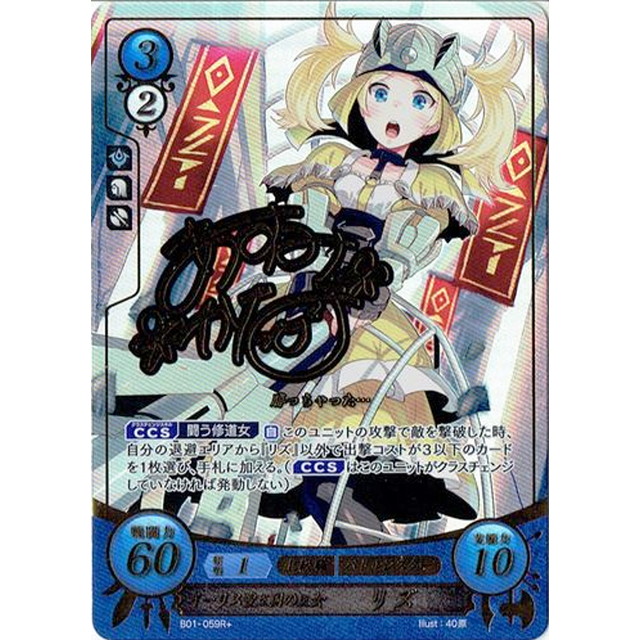 3
2
勝っちゃった…
CCS 闘う修道女 自 このユニットの攻撃で敵を撃破した時、
自分の退避エリアから『リズ』以外で出撃コストが3以下のカード
を1枚選び、手札に加える。(CCSはこのユニットがクラスチェンジ
していなければ発動しない)
戦闘力
60
射程
1
上級職
支援力
10
リズ
B01-059R+
Illust：40原